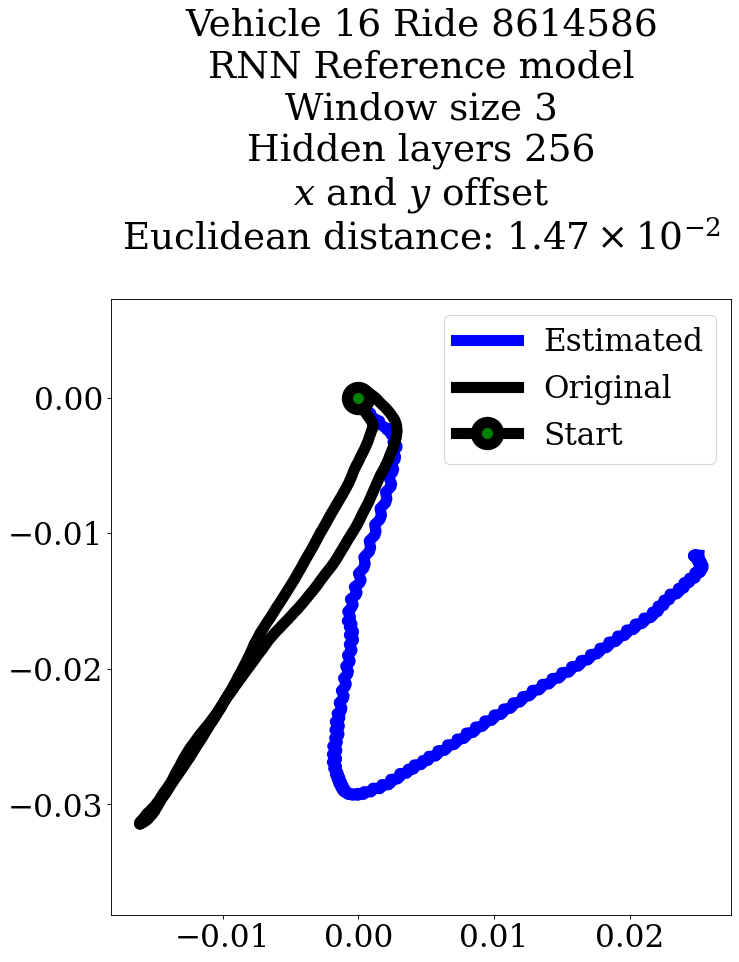 Vehicle 16 Ride 8614586
RNN Reference model
Window size 3
Hidden layers 256
x and y offset
Euclidean distance: 1.47 × 10⁻²
Estimated
Original
Start
0.00
−0.01
−0.02
−0.03
−0.01 0.00 0.01 0.02